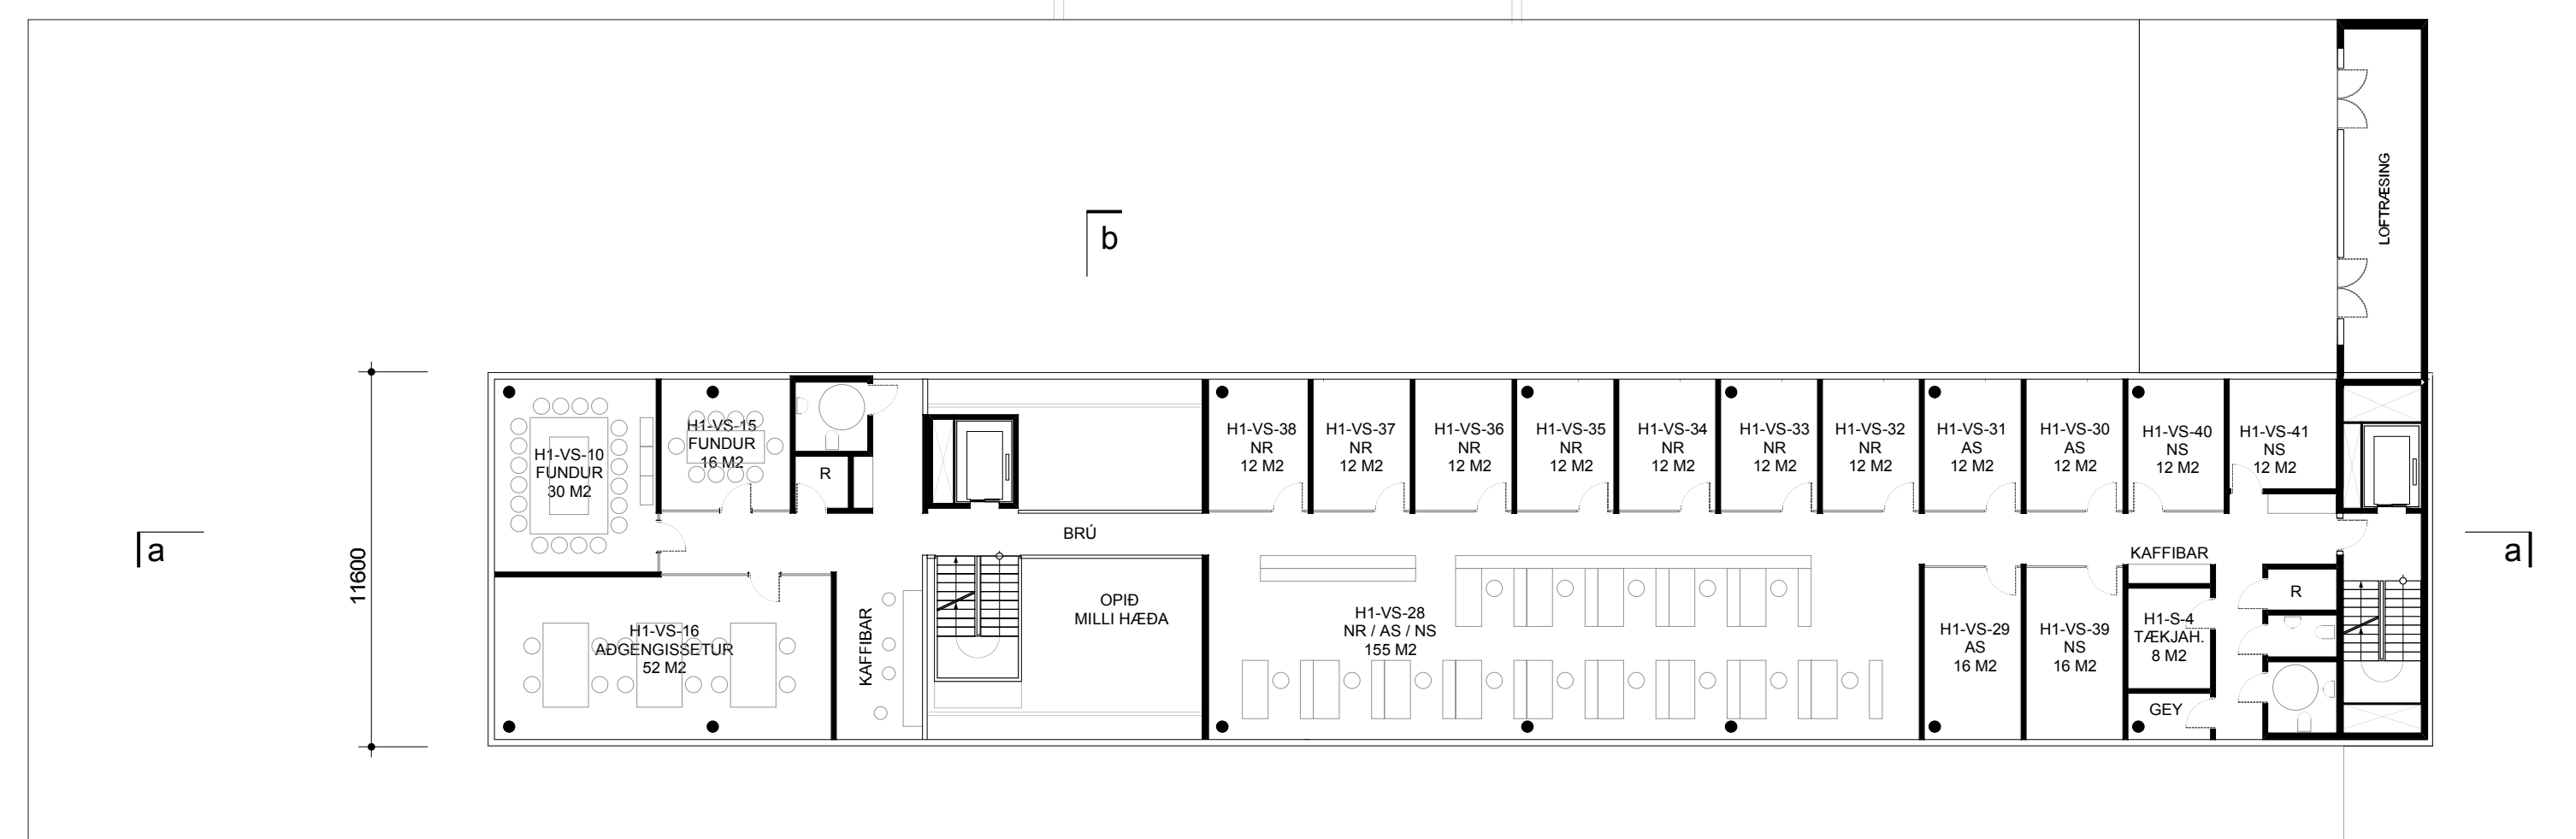 LOFTRÆSING
b
a
a
11600
H1-VS-10
FUNDUR
30 M2
H1-VS-15
FUNDUR
16 M2
R
BRÚ
H1-VS-38
NR
12 M2
H1-VS-37
NR
12 M2
H1-VS-36
NR
12 M2
H1-VS-35
NR
12 M2
H1-VS-34
NR
12 M2
H1-VS-33
NR
12 M2
H1-VS-32
NR
12 M2
H1-VS-31
AS
12 M2
H1-VS-30
AS
12 M2
H1-VS-40
NS
12 M2
H1-VS-41
NS
12 M2
H1-VS-16
AÐGENGISSETUR
52 M2
KAFFIBAR
OPIÐ
MILLI HÆÐA
H1-VS-28
NR / AS / NS
155 M2
H1-VS-29
AS
16 M2
H1-VS-39
NS
16 M2
KAFFIBAR
H1-S-4
TÆKJAH.
8 M2
R
GEY